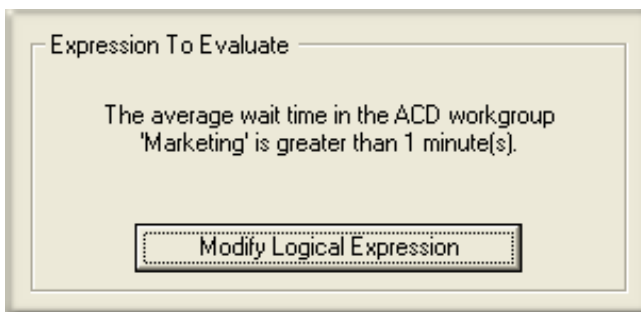 Expression To Evaluate
The average wait time in the ACD workgroup
'Marketing' is greater than 1 minute(s).
Modify Logical Expression